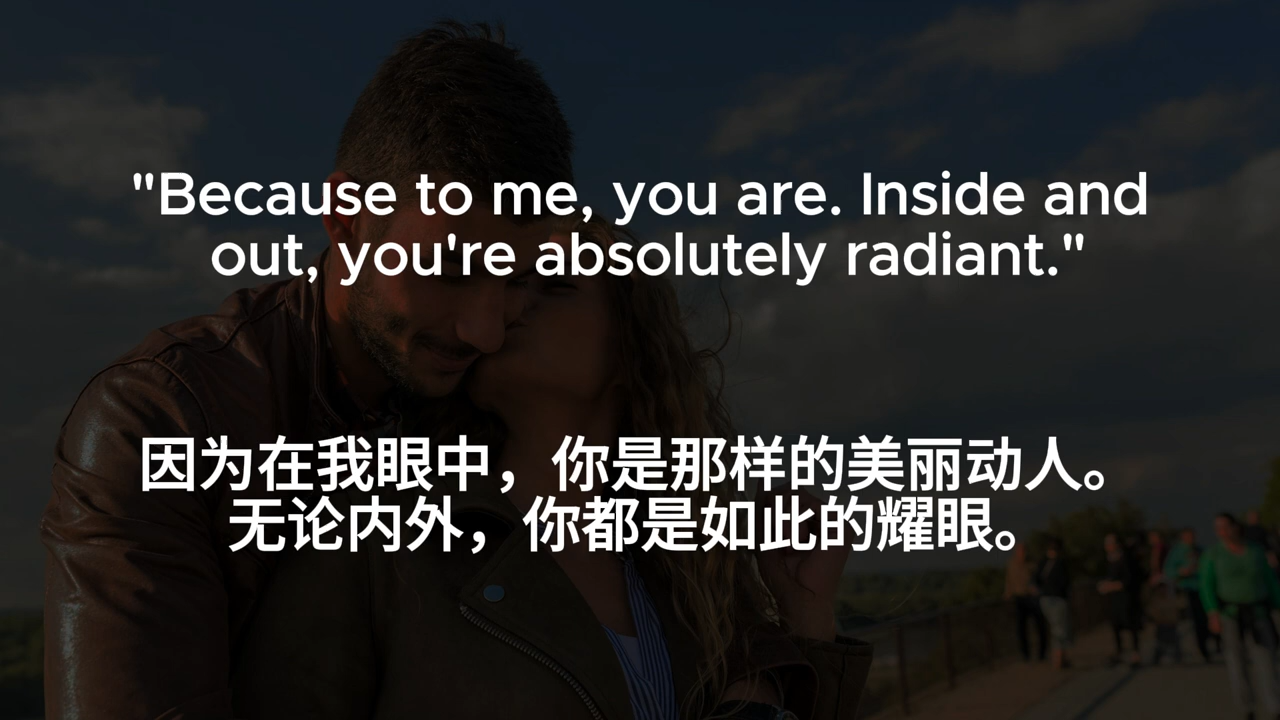 "Because to me, you are. Inside and
out, you're absolutely radiant."
因为在我眼中，你是那样的美丽动人。
无论内外，你都是如此的耀眼。